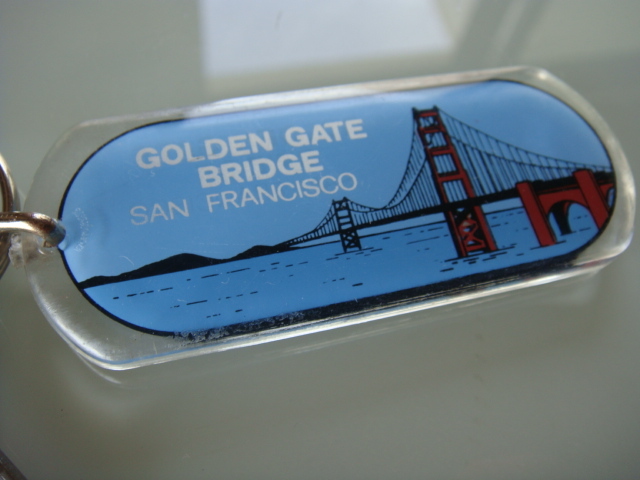 GOLDEN GATE
BRIDGE
SAN FRANCISCO